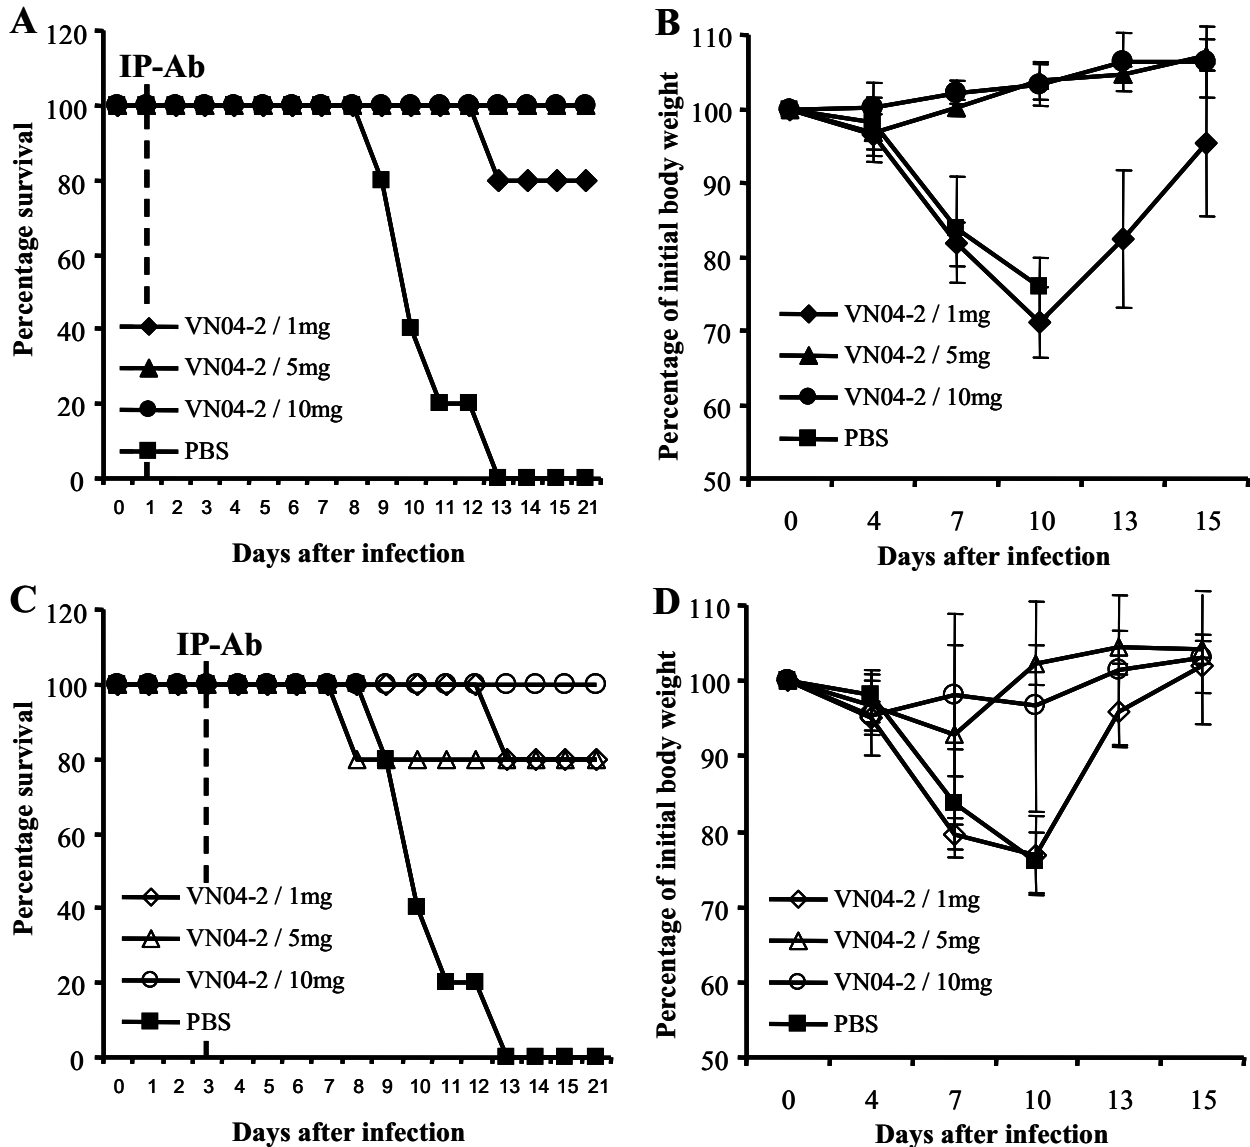 A
120
100
80
60
40
20
0
Percentage survival
IP-Ab
VN04-2 / 1mg
VN04-2 / 5mg
VN04-2 / 10mg
PBS
0 1 2 3 4 5 6 7 8 9 10 11 12 13 14 15 21
Days after infection
B
110
100
90
80
70
60
50
Percentage of initial body weight
VN04-2 / 1mg
VN04-2 / 5mg
VN04-2 / 10mg
PBS
0 4 7 10 13 15
Days after infection
C
120
100
80
60
40
20
0
Percentage survival
IP-Ab
VN04-2 / 1mg
VN04-2 / 5mg
VN04-2 / 10mg
PBS
0 1 2 3 4 5 6 7 8 9 10 11 12 13 14 15 21
Days after infection
D
110
100
90
80
70
60
50
Percentage of initial body weight
VN04-2 / 1mg
VN04-2 / 5mg
VN04-2 / 10mg
PBS
0 4 7 10 13 15
Days after infection